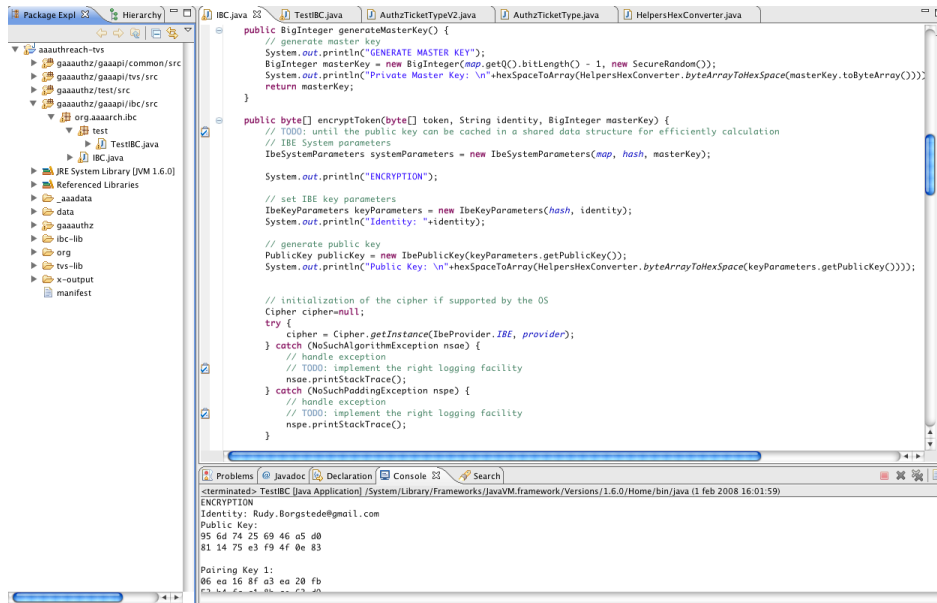 Package Expl
Hierarchy
aaauthreach-tvs
gaaauthz/gaaapi/common/src
gaaauthz/gaaapi/tvs/src
gaaauthz/test/src
gaaauthz/gaaapi/ibc/src
org.aaaarch.ibc
test
TestIBC.java
IBC.java
JRE System Library [JVM 1.6.0]
Referenced Libraries
_aaadata
data
gaaauthz
ibc-lib
org
tvs-lib
x-output
manifest
IBC.java
TestIBC.java
AuthzTicketTypeV2.java
AuthzTicketType.java
HelpersHexConverter.java
public BigInteger generateMasterKey() {
// generate master key
System.out.println("GENERATE MASTER KEY");
BigInteger masterKey = new BigInteger(map.getQ().bitLength() - 1, new SecureRandom());
System.out.println("Private Master Key: \n"+hexSpaceToArray(HelpersHexConverter.byteArrayToHexSpace(masterKey.toByteArray())))
return masterKey;
}
public byte[] encryptToken(byte[] token, String identity, BigInteger masterKey) {
// TODO: until the public key can be cached in a shared data structure for efficiently calculation
// IBE System parameters
IbeSystemParameters systemParameters = new IbeSystemParameters(map, hash, masterKey);
System.out.println("ENCRYPTION");
// set IBE key parameters
IbeKeyParameters keyParameters = new IbeKeyParameters(hash, identity);
System.out.println("Identity: "+identity);
// generate public key
PublicKey publicKey = new IbePublicKey(keyParameters.getPublicKey());
System.out.println("Public Key: \n"+hexSpaceToArray(HelpersHexConverter.byteArrayToHexSpace(keyParameters.getPublicKey())));
// initialization of the cipher if supported by the OS
Cipher cipher=null;
try {
cipher = Cipher.getInstance(IbeProvider.IBE, provider);
} catch (NoSuchAlgorithmException nsae) {
// handle exception
// TODO: implement the right logging facility
nsae.printStackTrace();
} catch (NoSuchPaddingException nspe) {
// handle exception
// TODO: implement the right logging facility
nspe.printStackTrace();
}
Problems
Javadoc
Declaration
Console
Search
<terminated> TestIBC [Java Application] /System/Library/Frameworks/JavaVM.framework/Versions/1.6.0/Home/bin/java (1 feb 2008 16:01:59)
ENCRYPTION
Identity: Rudy.Borgstede@gmail.com
Public Key:
95 6d 74 25 69 46 a5 d0
81 14 75 e3 f9 4f 0e 83
Pairing Key 1:
06 ea 16 8f a3 ea 20 fb